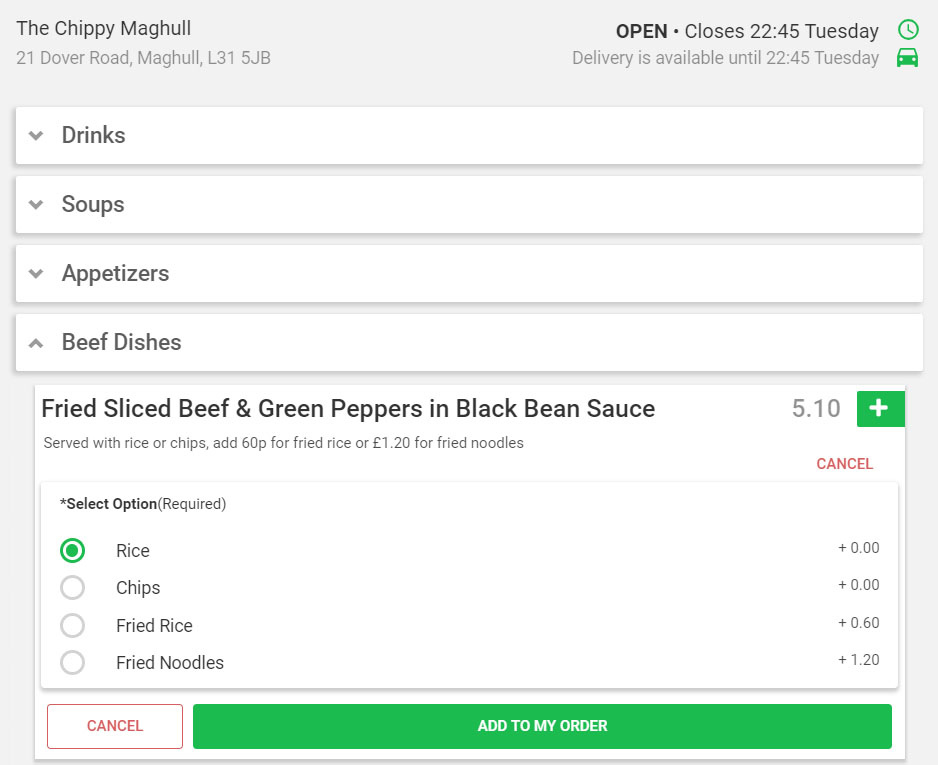 The Chippy Maghull
OPEN • Closes 22:45 Tuesday
21 Dover Road, Maghull, L31 5JB
Delivery is available until 22:45 Tuesday
Drinks
Soups
Appetizers
Beef Dishes
Fried Sliced Beef & Green Peppers in Black Bean Sauce 5.10
Served with rice or chips, add 60p for fried rice or £1.20 for fried noodles
CANCEL
*Select Option(Required)
Rice + 0.00
Chips + 0.00
Fried Rice + 0.60
Fried Noodles + 1.20
CANCEL ADD TO MY ORDER